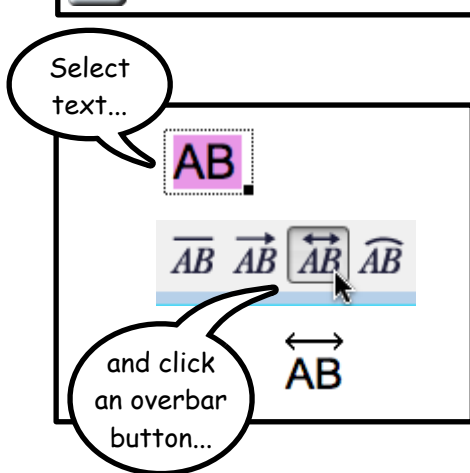 Select
text...
AB
AB AB AB AB
and click
an overbar
button...
AB